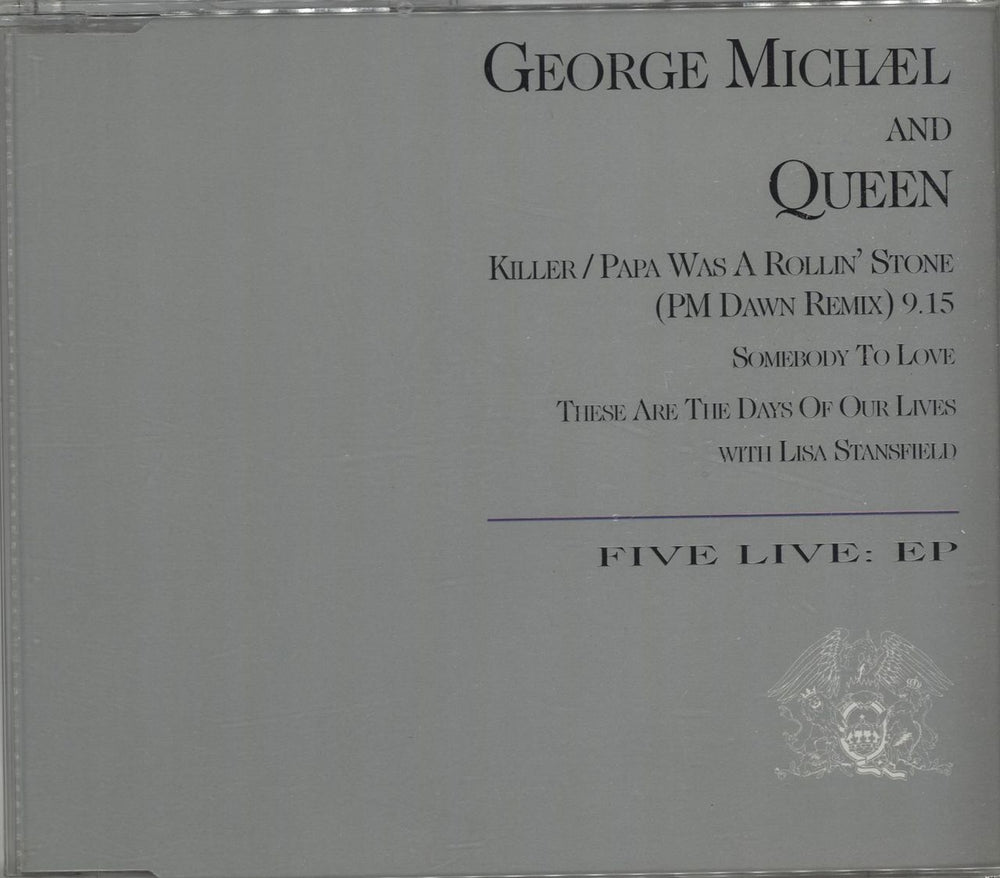 GEORGE MICHÆL
AND
QUEEN
KILLER / PAPA WAS A ROLLIN' STONE
(PM DAWN REMIX) 9.15
SOMEBODY TO LOVE
THESE ARE THE DAYS OF OUR LIVES
WITH LISA STANSFIELD
FIVE LIVE: EP